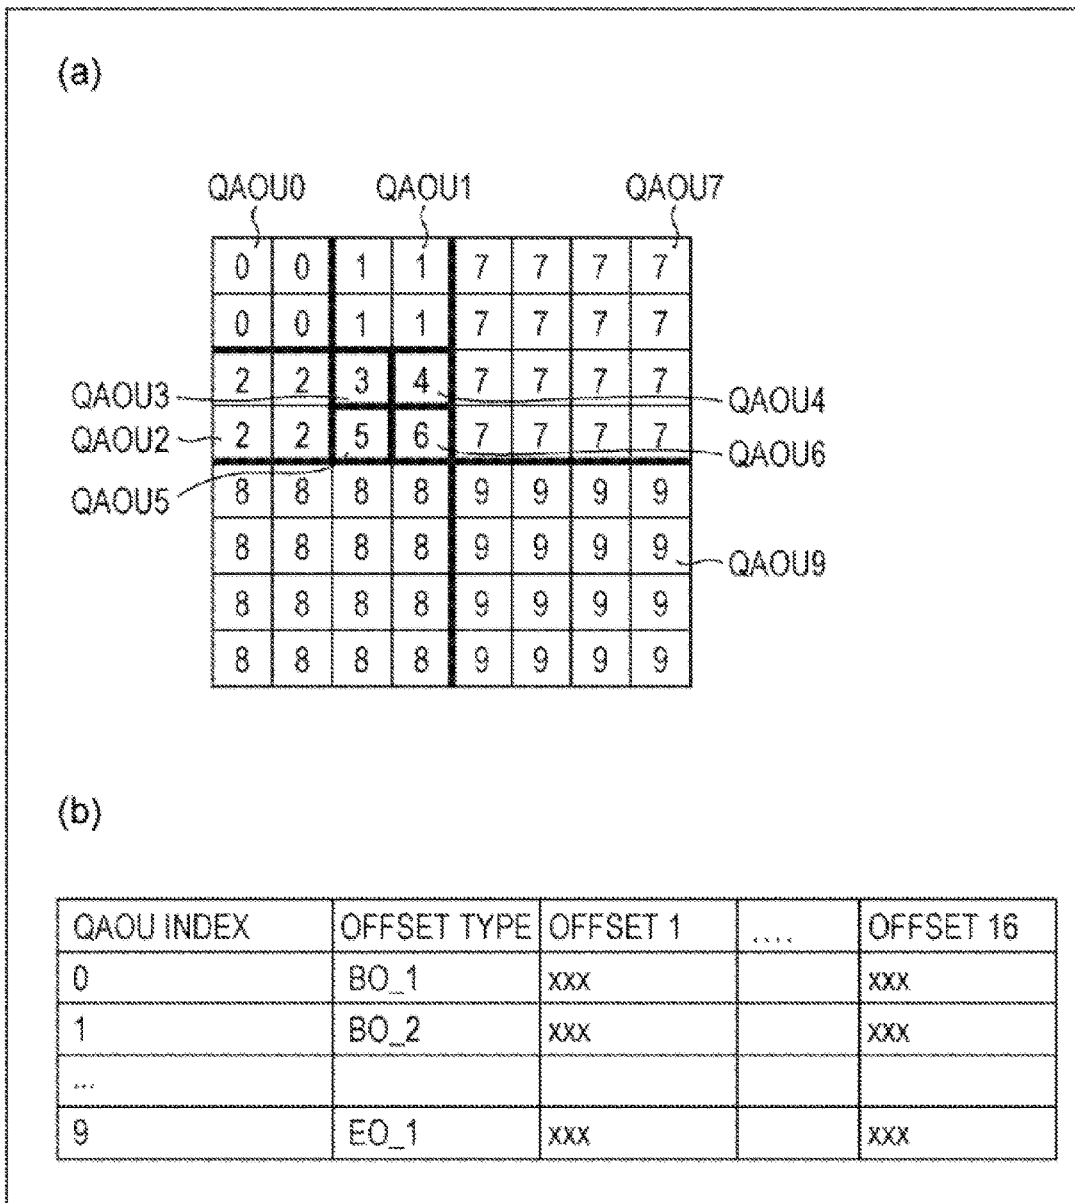 (a)
QAOU0 QAOU1 QAOU7
0 0 1 1 7 7 7 7
0 0 1 1 7 7 7 7
2 2 3 4 7 7 7 7
QAOU3 QAOU4
2 2 5 6 7 7 7 7
QAOU2 QAOU6
8 8 8 8 9 9 9 9
QAOU5
8 8 8 8 9 9 9 9
QAOU9
8 8 8 8 9 9 9 9
8 8 8 8 9 9 9 9
(b)
QAOU INDEX OFFSET TYPE OFFSET 1 .... OFFSET 16
0 BO_1 xxx xxx
1 BO_2 xxx xxx
...
9 EO_1 xxx xxx